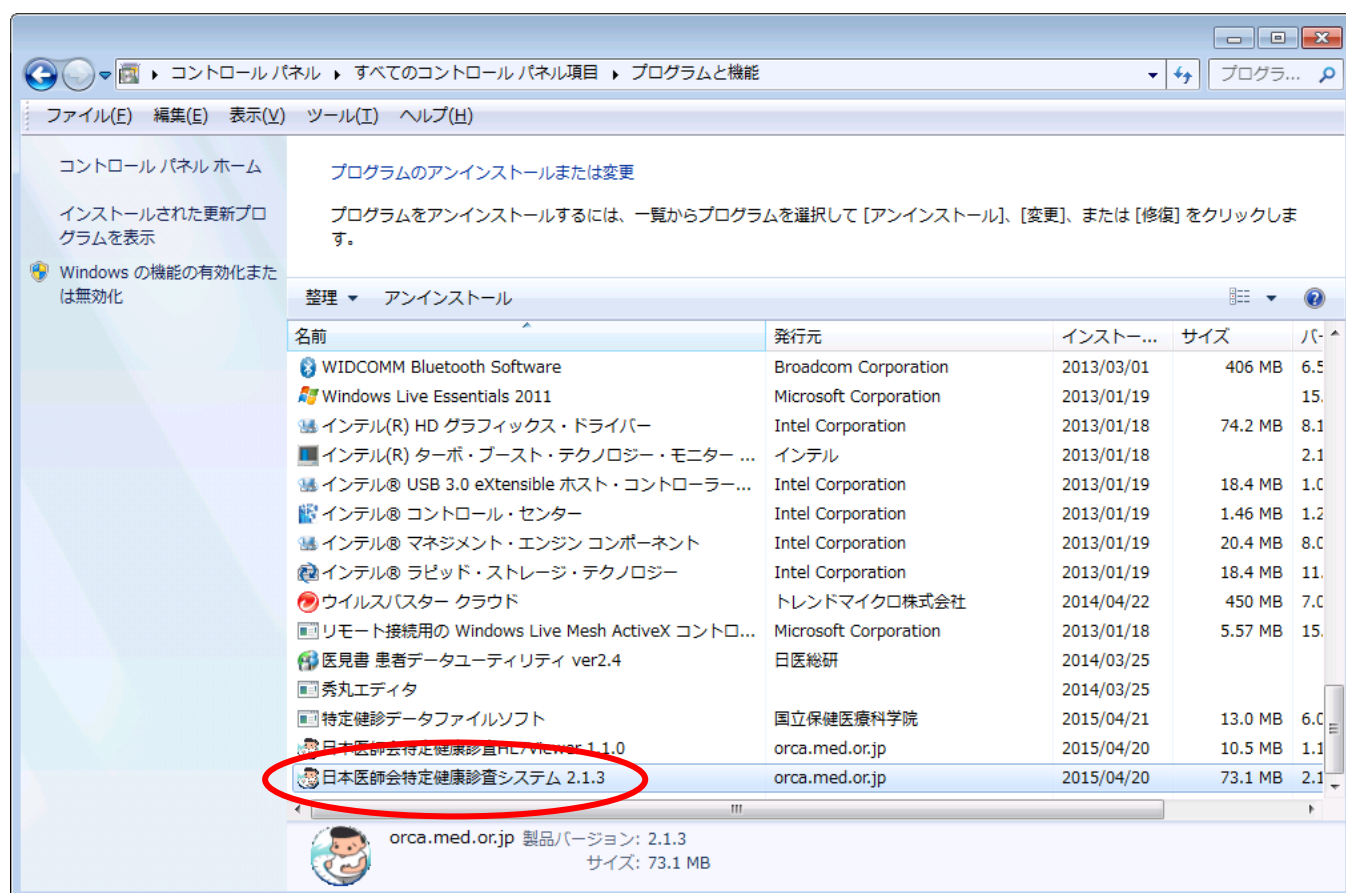 コントロール パネル ▸ すべてのコントロール パネル項目 ▸ プログラムと機能
プログラ...
ファイル(F) 編集(E) 表示(V) ツール(T) ヘルプ(H)
コントロール パネル ホーム
インストールされた更新プロ
グラムを表示
Windows の機能の有効化また
は無効化
プログラムのアンインストールまたは変更
プログラムをアンインストールするには、一覧からプログラムを選択して [アンインストール]、[変更]、または [修復] をクリックしま
す。
整理 アンインストール
名前 発行元 インストー... サイズ バー
WIDCOMM Bluetooth Software Broadcom Corporation 2013/03/01 406 MB 6.5
Windows Live Essentials 2011 Microsoft Corporation 2013/01/19 15.
インテル(R) HD グラフィックス・ドライバー Intel Corporation 2013/01/18 74.2 MB 8.1
インテル(R) ターボ・ブースト・テクノロジー・モニター ... インテル 2013/01/18 2.1
インテル® USB 3.0 eXtensible ホスト・コントローラー... Intel Corporation 2013/01/19 18.4 MB 1.0
インテル® コントロール・センター Intel Corporation 2013/01/19 1.46 MB 1.2
インテル® マネジメント・エンジン コンポーネント Intel Corporation 2013/01/19 20.4 MB 8.0
インテル® ラピッド・ストレージ・テクノロジー Intel Corporation 2013/01/19 18.4 MB 11.
ウイルスバスター クラウド トレンドマイクロ株式会社 2014/04/22 450 MB 7.0
リモート接続用の Windows Live Mesh ActiveX コントロ... Microsoft Corporation 2013/01/18 5.57 MB 15.
医見書 患者データユーティリティ ver2.4 日医総研 2014/03/25
秀丸エディタ 2014/03/25
特定健診データファイルソフト 国立保健医療科学院 2015/04/21 13.0 MB 6.0
日本医師会特定健康診査HL7Viewer 1.1.0 orca.med.or.jp 2015/04/20 10.5 MB 1.1
日本医師会特定健康診査システム 2.1.3 orca.med.or.jp 2015/04/20 73.1 MB 2.1
orca.med.or.jp 製品バージョン: 2.1.3
サイズ: 73.1 MB